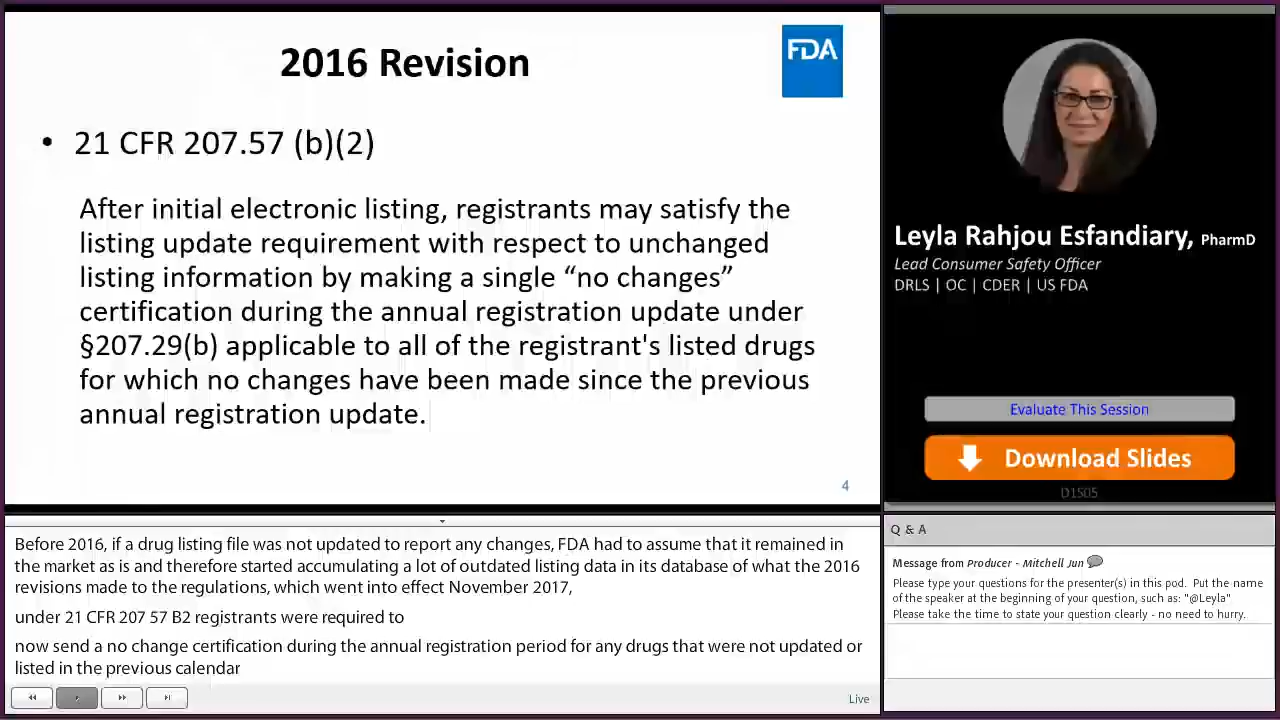 2016 Revision
FDA
• 21 CFR 207.57 (b)(2)
After initial electronic listing, registrants may satisfy the
listing update requirement with respect to unchanged
listing information by making a single “no changes”
certification during the annual registration update under
§207.29(b) applicable to all of the registrant's listed drugs
for which no changes have been made since the previous
annual registration update.
4
Leyla Rahjou Esfandiary, PharmD
Lead Consumer Safety Officer
DRLS | OC | CDER | US FDA
Evaluate This Session
Download Slides
D1S05
Before 2016, if a drug listing file was not updated to report any changes, FDA had to assume that it remained in
the market as is and therefore started accumulating a lot of outdated listing data in its database of what the 2016
revisions made to the regulations, which went into effect November 2017,
under 21 CFR 207 57 B2 registrants were required to
now send a no change certification during the annual registration period for any drugs that were not updated or
listed in the previous calendar
Live
Q & A
Message from Producer - Mitchell Jun
Please type your questions for the presenter(s) in this pod. Put the name
of the speaker at the beginning of your question, such as: "@Leyla"
Please take the time to state your question clearly - no need to hurry.